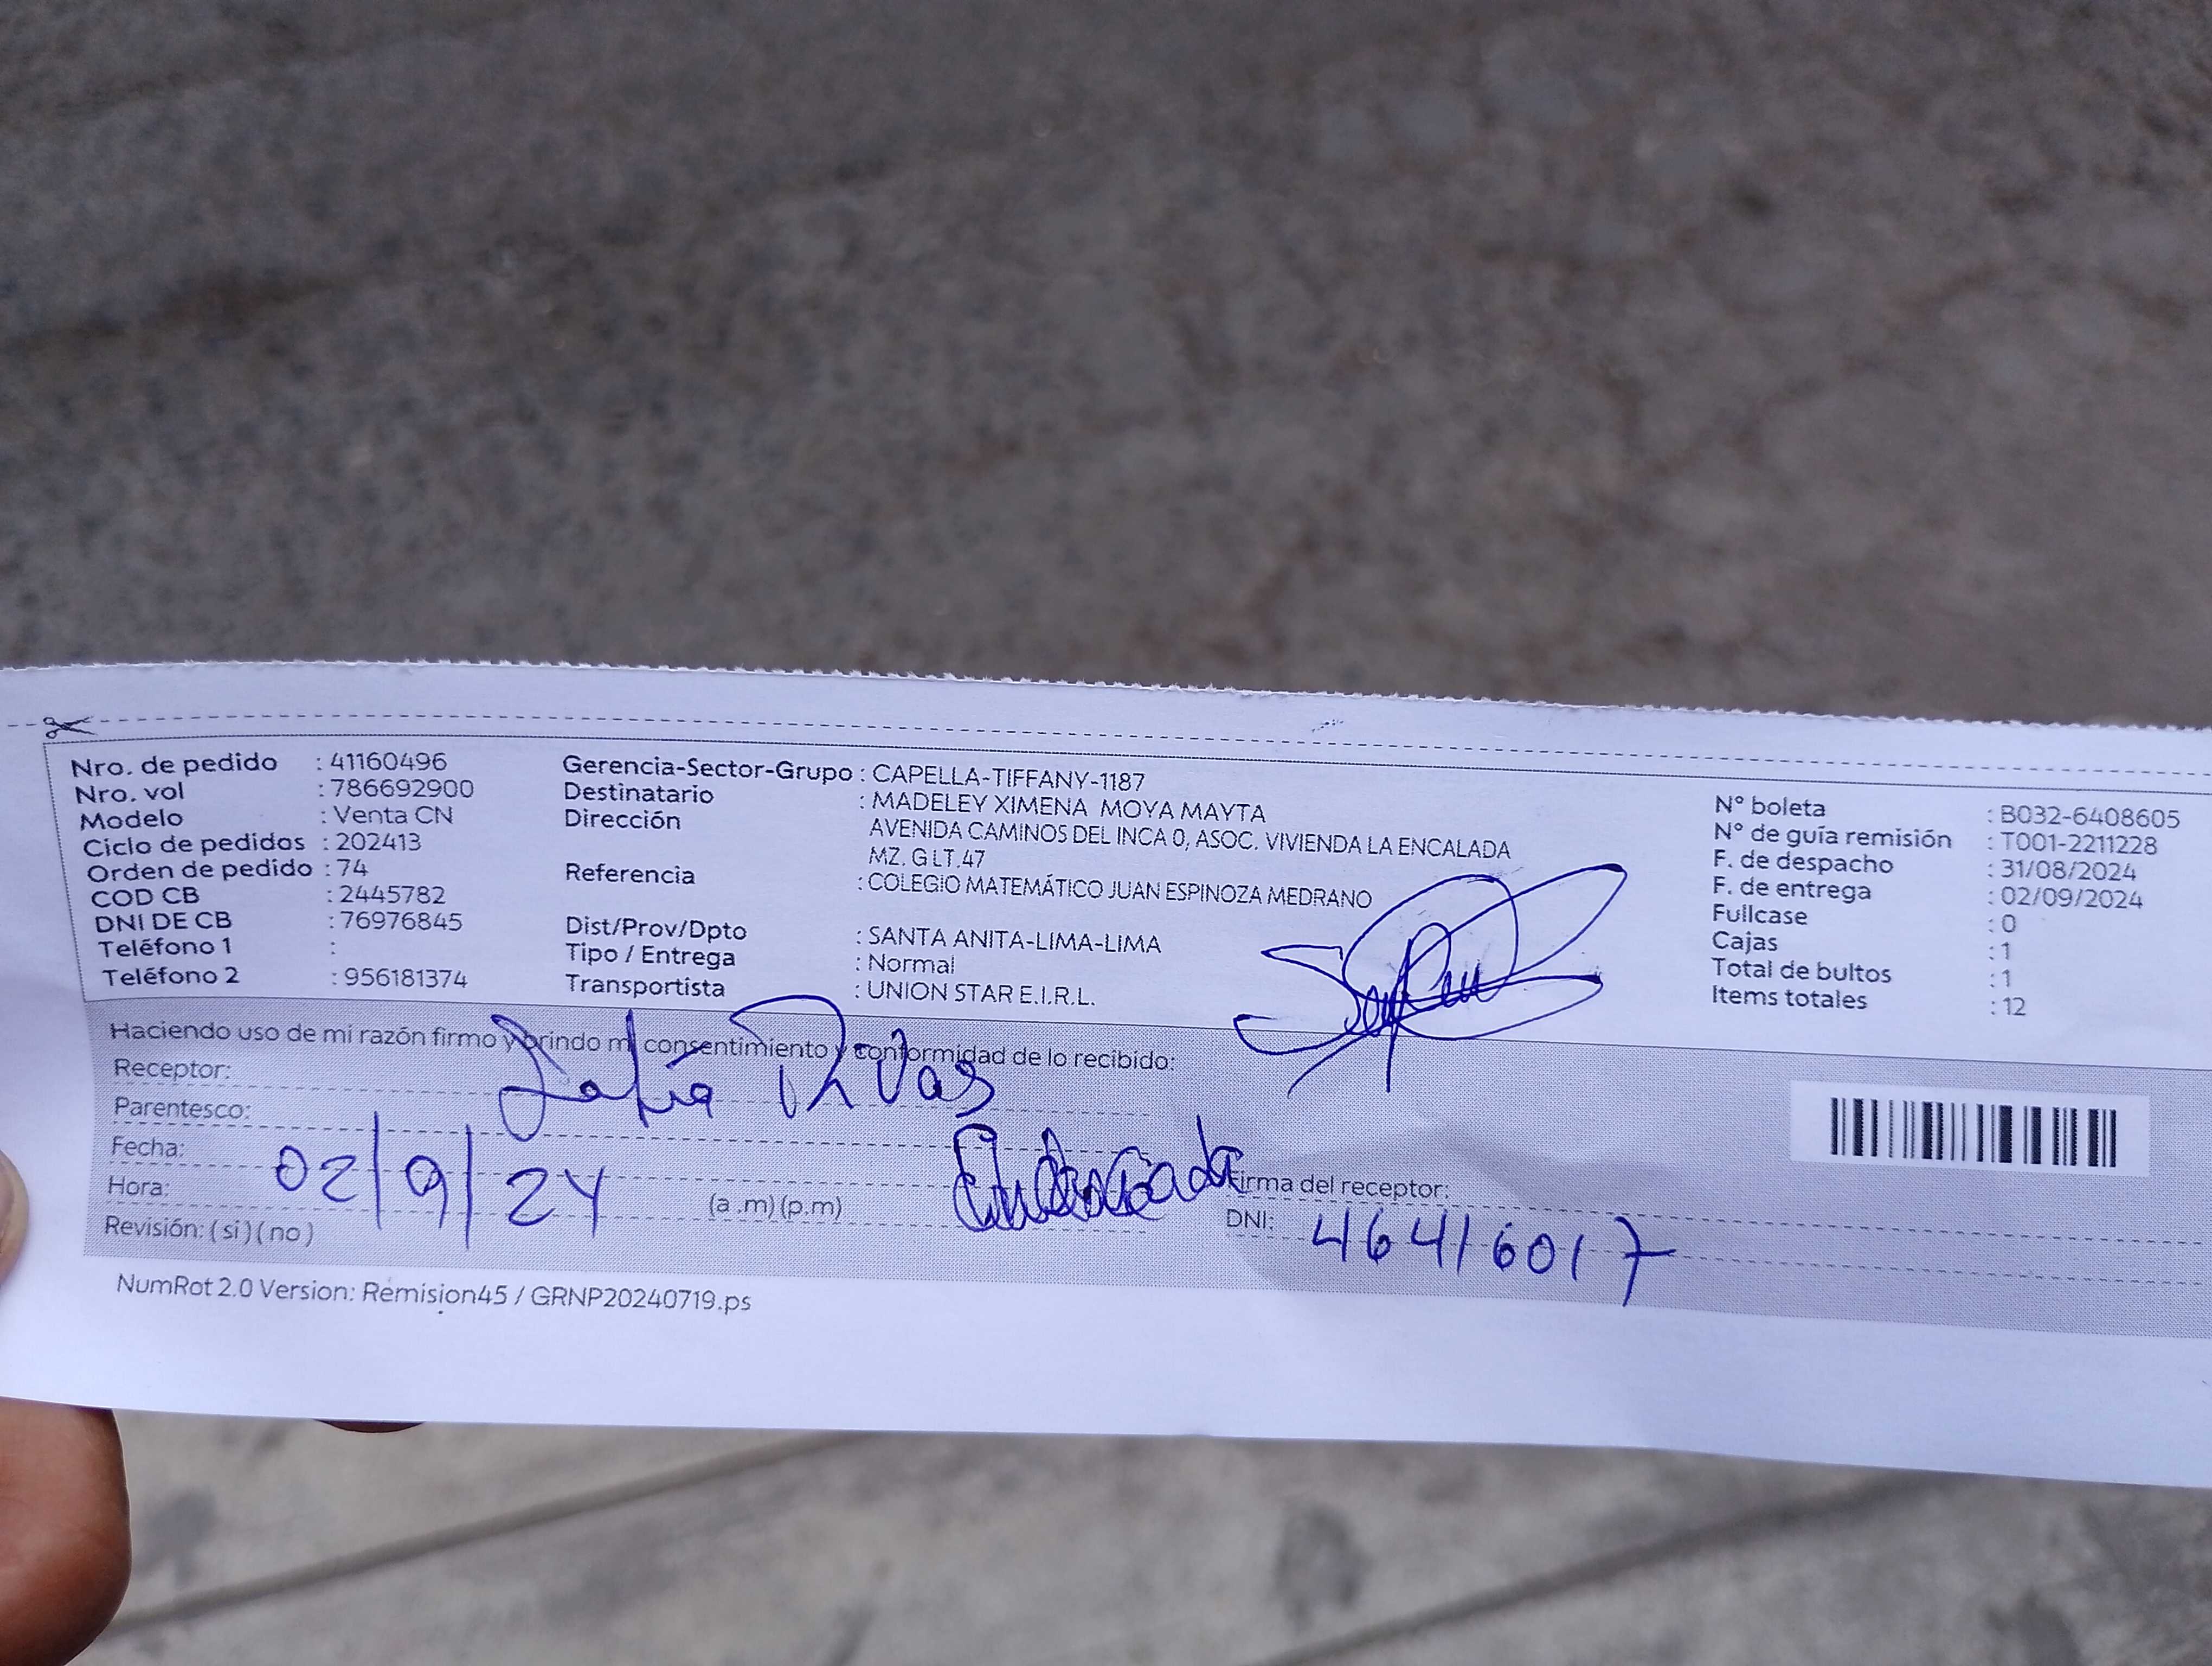 Nro. de pedido : 41160496
Nro. vol : 786692900
Modelo : Venta CN
Ciclo de pedidos : 202413
Orden de pedido : 74
COD CB : 2445782
DNI DE CB : 76976845
Teléfono 1 :
Teléfono 2 : 956181374
Gerencia-Sector-Grupo : CAPELLA-TIFFANY-1187
Destinatario : MADELEY XIMENA MOYA MAYTA
Dirección AVENIDA CAMINOS DEL INCA 0, ASOC. VIVIENDA LA ENCALADA
MZ. G LT.47
Referencia : COLEGIO MATEMÁTICO JUAN ESPINOZA MEDRANO
Dist/Prov/Dpto : SANTA ANITA-LIMA-LIMA
Tipo / Entrega : Normal
Transportista : UNION STAR E.I.R.L.
N° boleta : B032-6408605
N° de guía remisión : T001-2211228
F. de despacho : 31/08/2024
F. de entrega : 02/09/2024
Fullcase : 0
Cajas : 1
Total de bultos : 1
Items totales : 12
Haciendo uso de mi razón firmo y brindo mi consentimiento y conformidad de lo recibido:
Receptor: Rivas
Parentesco:
Fecha: 02/9/24
Hora: (a .m) (p.m)
Revisión: ( si ) ( no )
Firma del receptor:
DNI: 46416017
NumRot 2.0 Version: Remision45 / GRNP20240719.ps